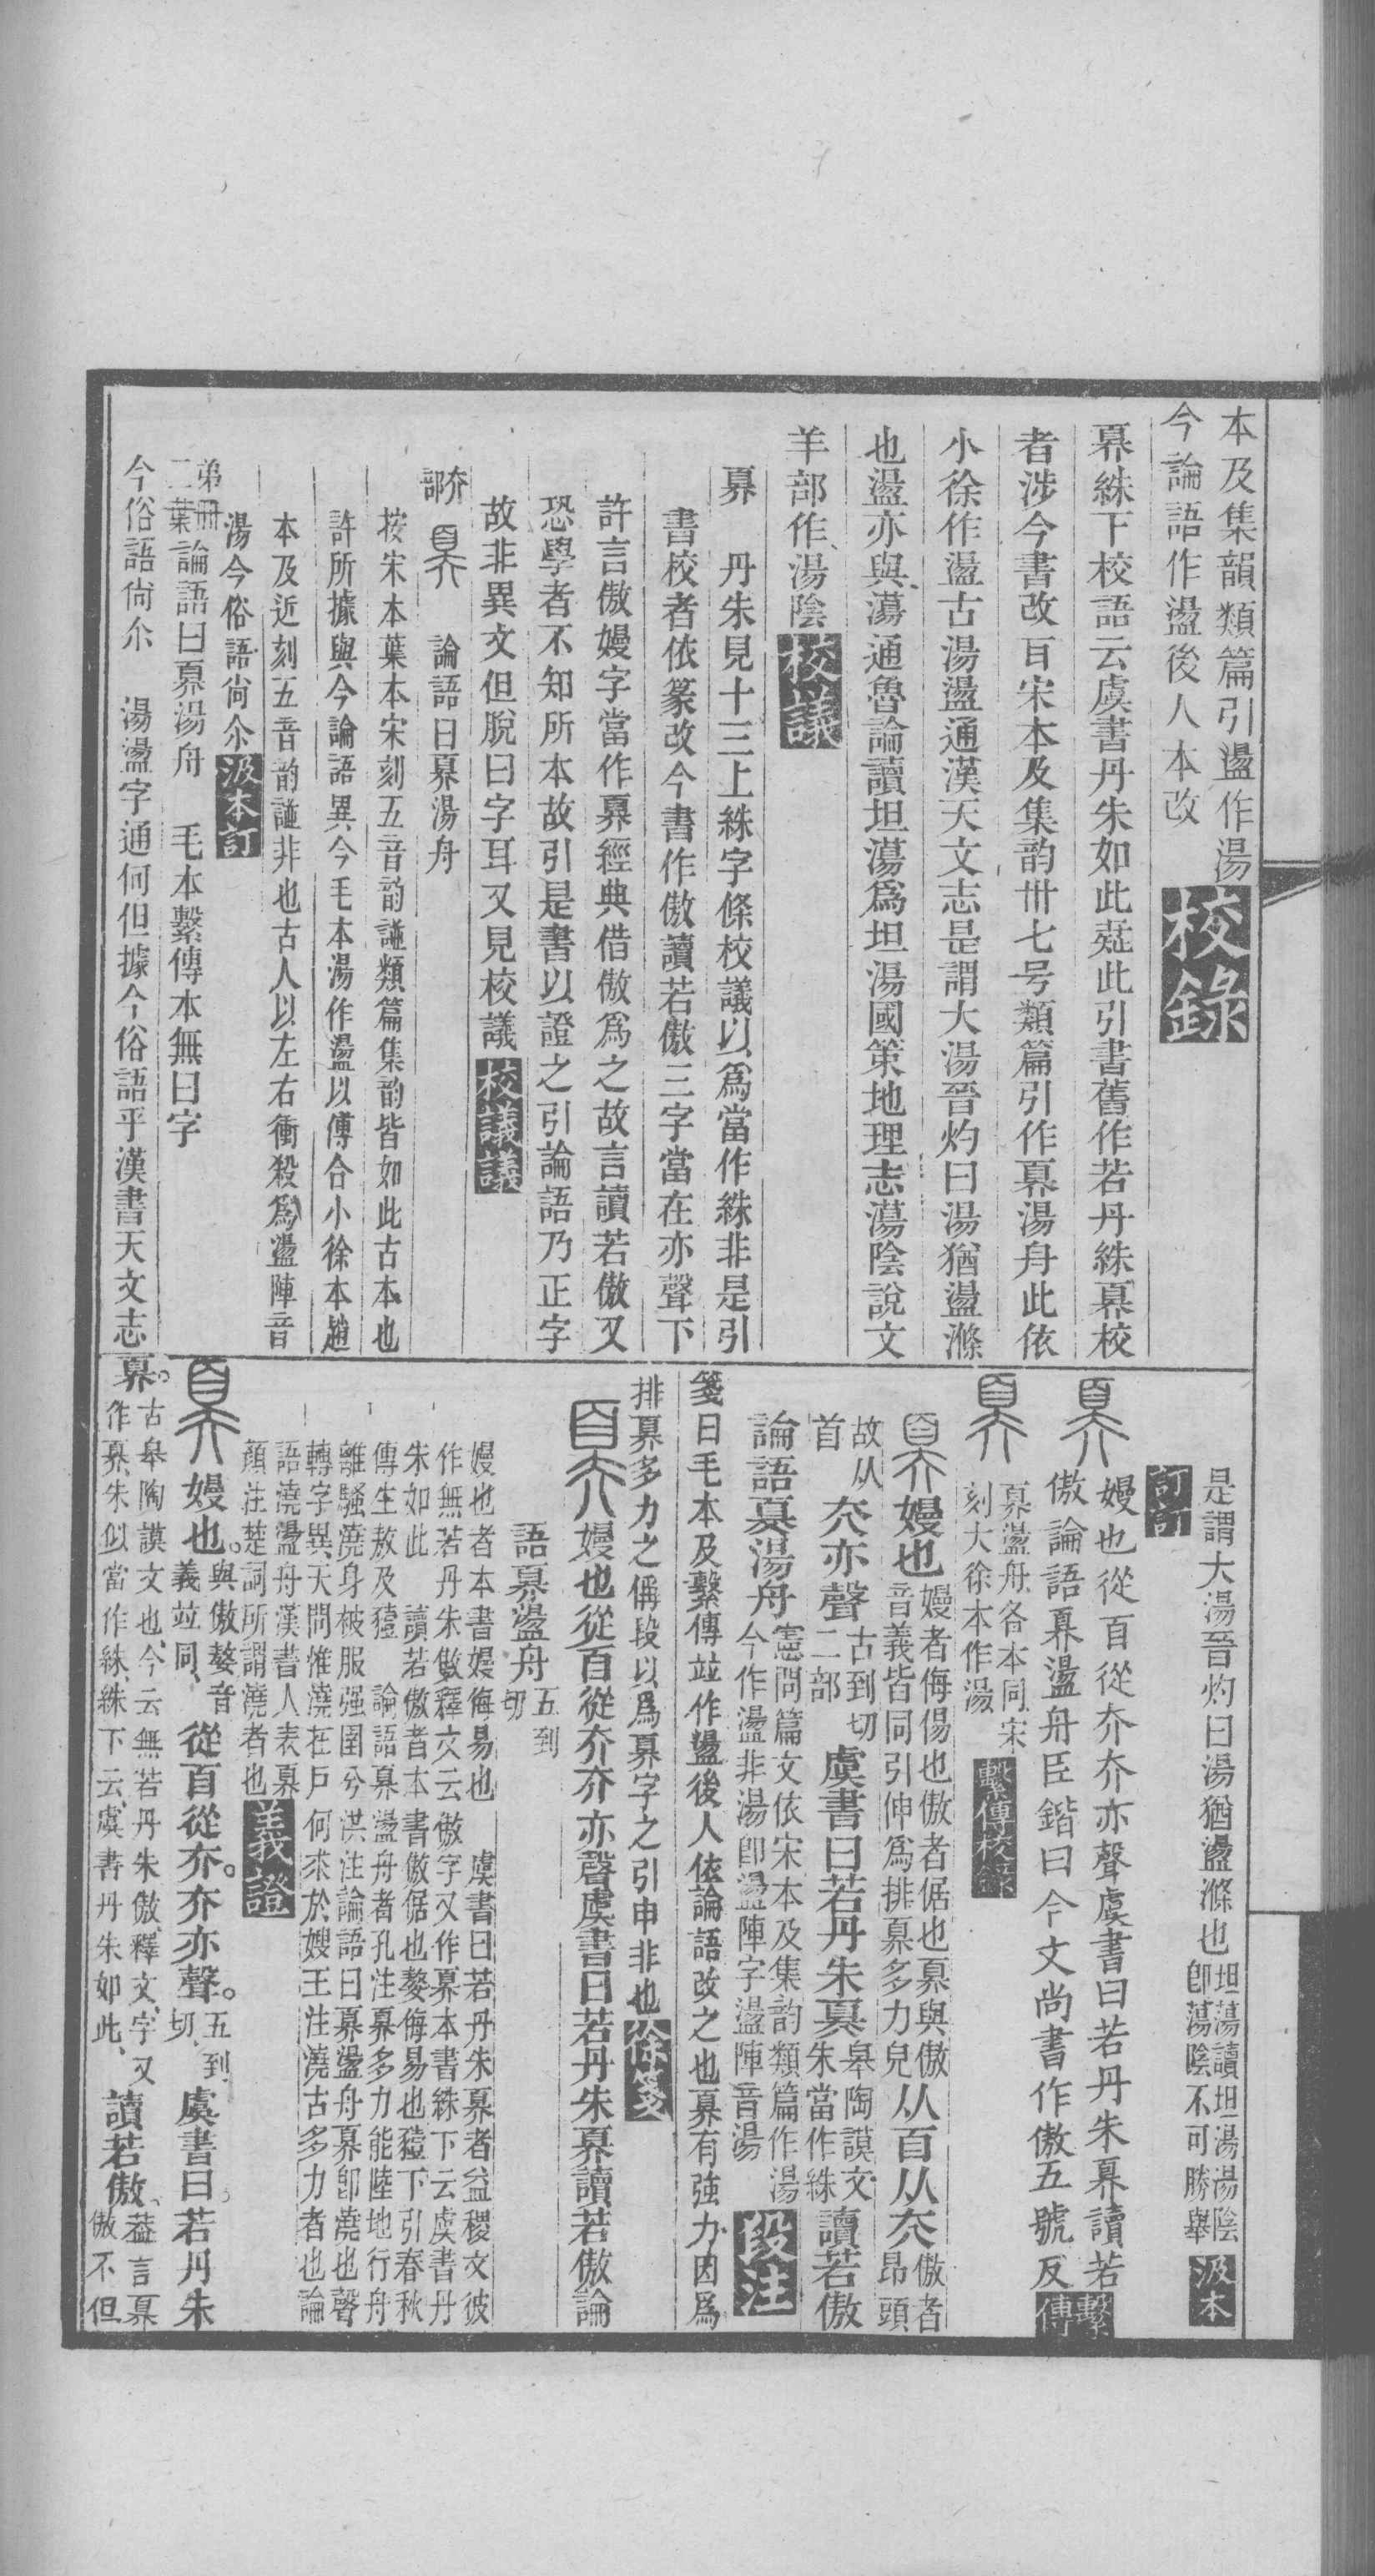 本及集韻類篇引盪作湯
今論語作盪後人本改校錄
奡絑下校語云虞書丹朱如此疑此引書舊作若丹絑奡校
者涉今書改百宋本及集韵卅七号類篇引作奡湯舟此依
小徐作盪古湯盪通漢天文志是謂大湯晉灼曰湯猶盪滌
也盪亦與蕩通魯論讀坦蕩爲坦湯國策地理志蕩陰說文
羊部作湯陰校議
奡 丹朱見十三上絑字條校議以爲當作絑非是引
書校者依篆改今書作傲讀若傲三字當在亦聲下
許言傲嫚字當作奡經典借傲爲之故言讀若傲又
恐學者不知所本故引是書以證之引論語乃正字
故非異文但脫曰字耳又見校議校議議
夰部 奡 論語曰奡湯舟
按宋本葉本宋刻五音韵譜類篇集韵皆如此古本也
許所據與今論語異今毛本湯作盪以傅合小徐本趙
本及近刻五音韵譜非也古人以左右衝殺爲盪陣音
湯今俗語尙尒汲本訂
弟二冊葉論語曰奡湯舟 毛本繫傳本無曰字
今俗語尙尒 湯盪字通何但據今俗語乎漢書天文志
是謂大湯晉灼曰湯猶盪滌也坦蕩讀坦湯湯陰
卽蕩陰不可勝舉汲本
訂訂
奡 嫚也從百從夰夰亦聲虞書曰若丹朱奡讀若
傲論語奡盪舟臣鍇曰今文尚書作傲五號反繫傳
奡 奡盪舟各本同宋
刻大徐本作湯繫傳校錄
奡嫚也嫚者侮傷也傲者倨也奡與傲
音義皆同引伸爲排奡多力皃从百从夰傲者
昂頭
故从
首夰亦聲古到切
二部虞書曰若丹朱奡皋陶謨文
朱當作絑讀若傲
論語奡湯舟憲問篇文依宋本及集韵類篇作湯
今作盪非湯卽盪陣字盪陣音湯段注
箋曰毛本及繫傳竝作盪後人依論語改之也奡有強力因爲
排奡多力之偁段以爲奡字之引申非也徐箋
奡嫚也從百從夰夰亦聲虞書曰若丹朱奡讀若傲論
語奡盪舟五到
切
嫚也者本書嫚侮易也 虞書曰若丹朱奡者益稷文彼
作無若丹朱傲釋文云傲字又作奡本書絑下云虞書丹
朱如此 讀若傲者本書傲倨也嫯侮易也獟下引春秋
傳生敖及獟 論語奡盪舟者孔注奡多力能陸地行舟
離騷澆身被服强圉兮洪注論語曰奡盪舟奡卽澆也聲
轉字異天問惟澆在戶何求於嫂王注澆古多力者也論
語澆盪舟漢書人表奡
顏注楚詞所謂澆者也義證
奡嫚也。與傲嫯音
義竝同、從百從夰。夰亦聲。五到
切、虞書曰。若丹朱
奡。古皋陶謨文也、今云無若丹朱傲、釋文、字又
作奡、朱似當作絑、絑下云、虞書丹朱如此、讀若傲、葢言奡
傲不但